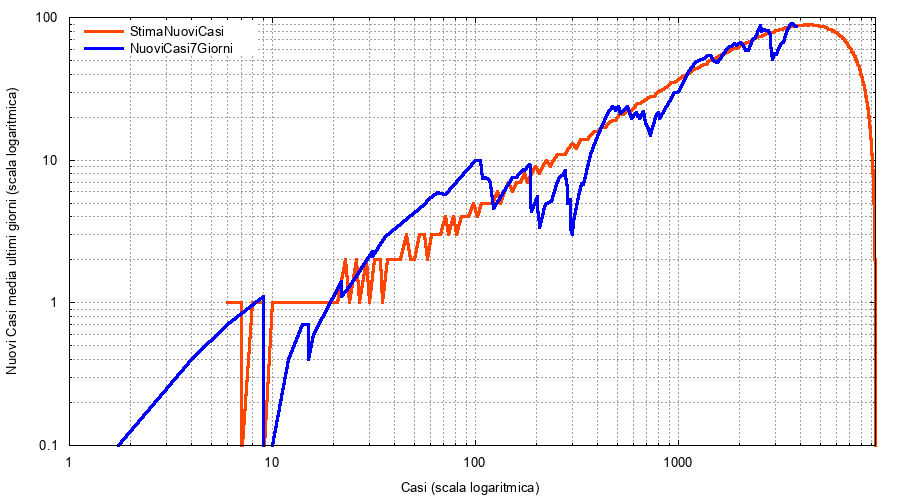 100
StimaNuoviCasi
NuoviCasi7Giorni
10
Nuovi Casi media ultimi giorni (scala logaritmica)
1
0.1
1
10
100
1000
Casi (scala logaritmica)